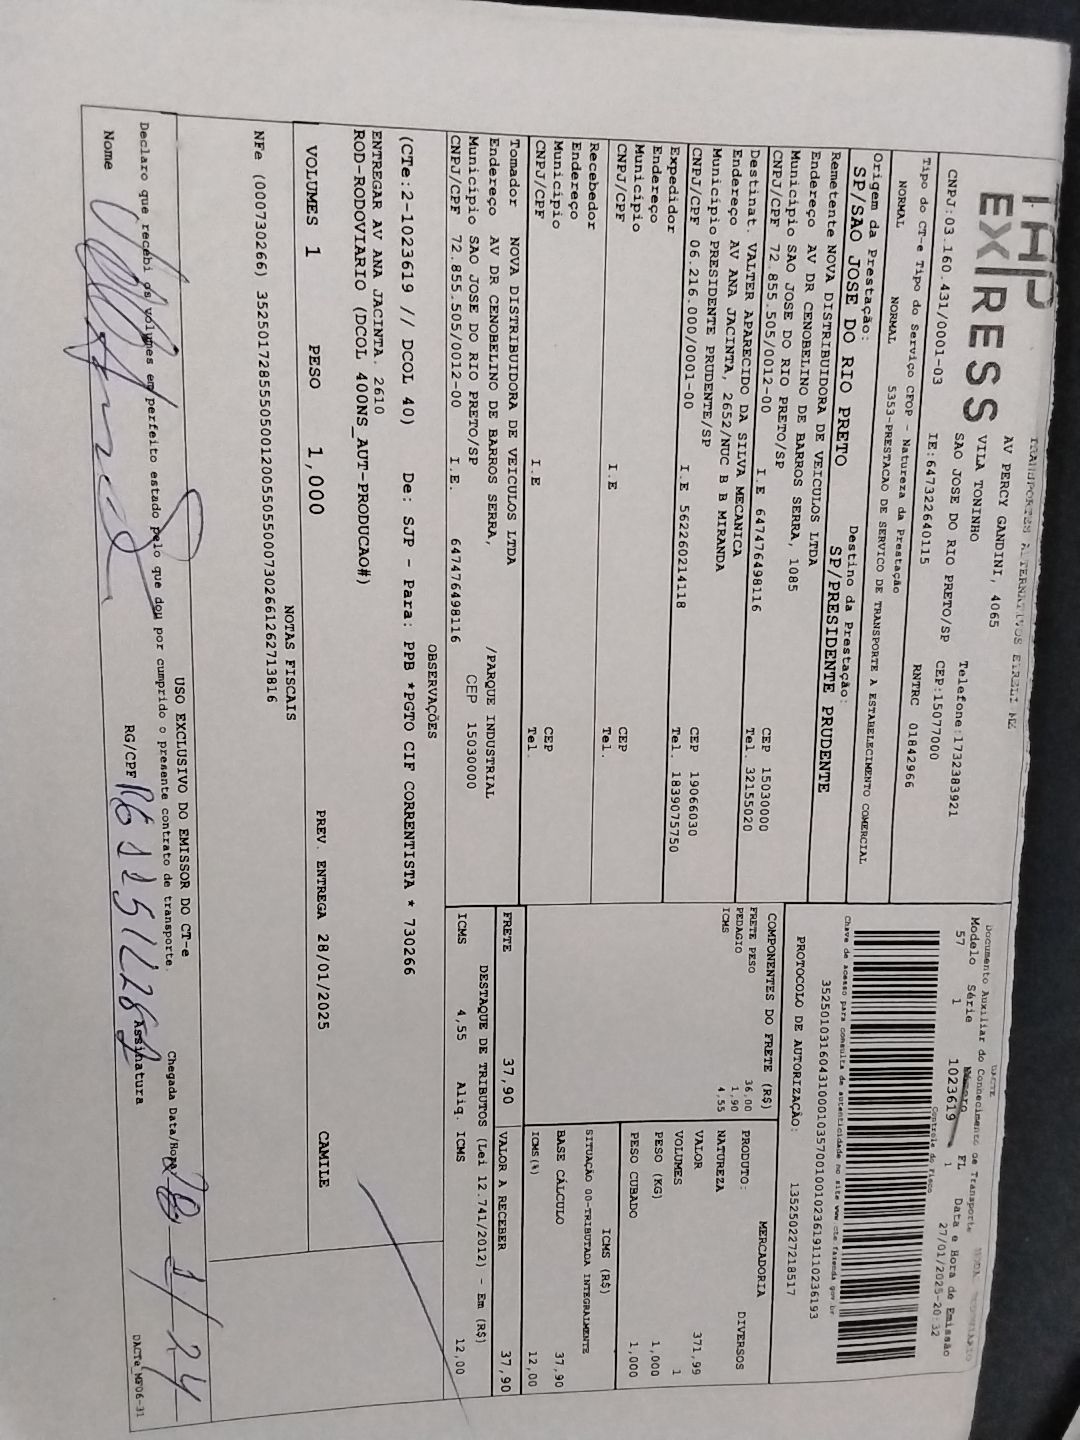 THP
EX/RESS
TRANSPORTES ALTERNATIVOS EIRELI ME
AV PERCY GANDINI, 4065
VILA TONINHO
SAO JOSE DO RIO PRETO/SP
Telefone:1732383921
CEP:15077000
CNPJ:03.160.431/0001-03 IE:647322640115 RNTRC 01842966
Tipo do CT-e Tipo do Serviço CFOP - Natureza da Prestação
NORMAL NORMAL 5353-PRESTACAO DE SERVICO DE TRANSPORTE A ESTABELECIMENTO COMERCIAL
Origem da Prestação: Destino da Prestação:
SP/SAO JOSE DO RIO PRETO SP/PRESIDENTE PRUDENTE
Remetente NOVA DISTRIBUIDORA DE VEICULOS LTDA
Endereço AV DR CENOBELINO DE BARROS SERRA, 1085
Município SAO JOSE DO RIO PRETO/SP CEP 15030000
CNPJ/CPF 72.855.505/0012-00 I.E 647476498116 Tel. 32155020
Destinat. VALTER APARECIDO DA SILVA MECANICA
Endereço AV ANA JACINTA, 2652/NUC B B MIRANDA
Município PRESIDENTE PRUDENTE/SP CEP 19066030
CNPJ/CPF 06.216.000/0001-00 I.E 562260214118 Tel. 1839075750
Expedidor
Endereço
Município CEP
CNPJ/CPF I.E Tel.
Recebedor
Endereço
Município CEP
CNPJ/CPF I.E Tel.
Tomador NOVA DISTRIBUIDORA DE VEICULOS LTDA
Endereço AV DR CENOBELINO DE BARROS SERRA, /PARQUE INDUSTRIAL
Município SAO JOSE DO RIO PRETO/SP CEP 15030000
CNPJ/CPF 72.855.505/0012-00 I.E. 647476498116
DACTE
Documento Auxiliar do Conhecimento de Transporte
Modelo Série Número FL Data e Hora de Emissão
57 1 1023619 1 27/01/2025-20:32
Controle do Fisco
Chave de acesso para consulta de autenticidade no site www.cte.fazenda.gov.br
35250103160431000103570010010236191110236193
PROTOCOLO DE AUTORIZAÇÃO: 135250227218517
COMPONENTES DO FRETE (R$)
FRETE PESO 36,00
PEDAGIO 1,90
ICMS 4,55
PRODUTO: MERCADORIA
NATUREZA DIVERSOS
VALOR 371,99
VOLUMES 1
PESO (KG) 1,000
PESO CUBADO 1,000
ICMS (R$)
SITUAÇÃO 00-TRIBUTADA INTEGRALMENTE
BASE CÁLCULO 37,90
ICMS(%) 12,00
FRETE 37,90 VALOR A RECEBER 37,90
DESTAQUE DE TRIBUTOS (Lei 12.741/2012) - Em (R$)
ICMS 4,55 Aliq. ICMS 12,00
OBSERVAÇÕES
(CTe:2-1023619 // DCOL 40) De: SJP - Para: PPB *PGTO CIF CORRENTISTA * 730266
ENTREGAR AV ANA JACINTA. 2610
ROD-RODOVIARIO (DCOL 400NS_AUT-PRODUCAO#)
VOLUMES 1 PESO 1,000 PREV. ENTREGA 28/01/2025 CAMILE
NOTAS FISCAIS
NFe (000730266) 35250172855505001200550550007302661262713816
USO EXCLUSIVO DO EMISSOR DO CT-e
Declaro que recebi os volumes em perfeito estado pelo que dou por cumprido o presente contrato de transporte.
Chegada Data/Hora 28 1/24
Nome RG/CPF Assinatura
DACTe_MP06-31